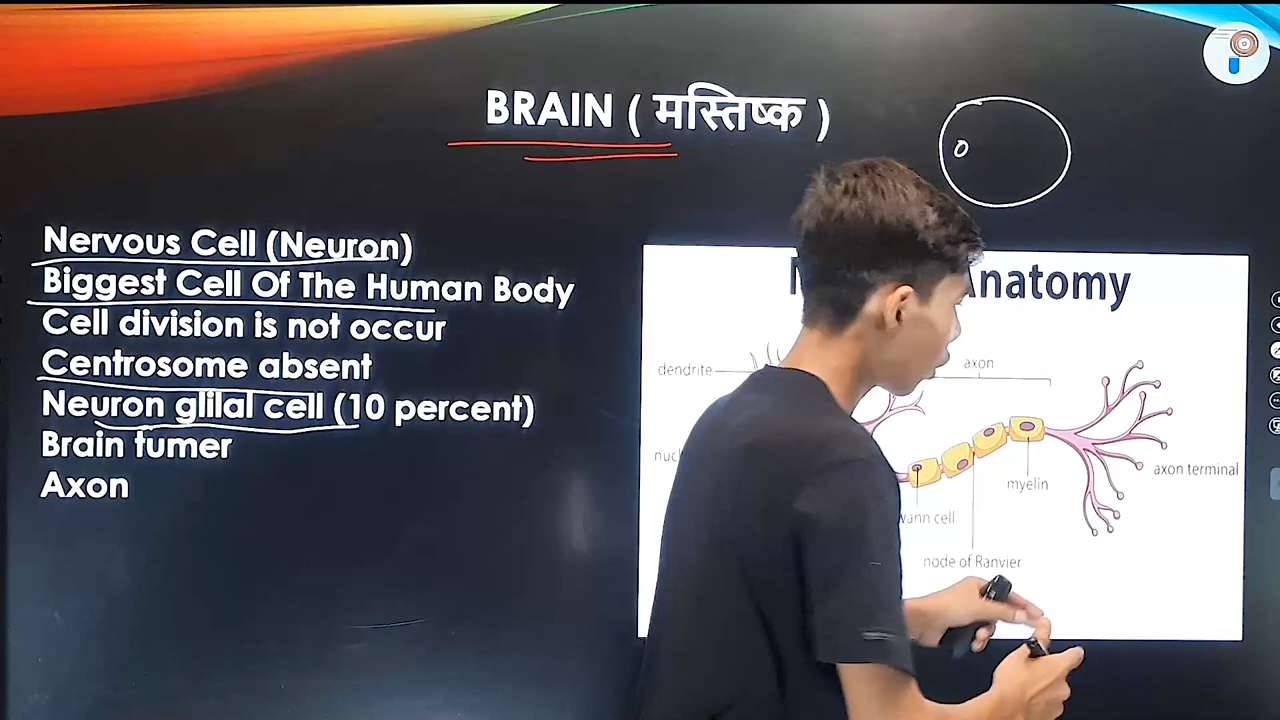 BRAIN ( मस्तिष्क )
Nervous Cell (Neuron)
Biggest Cell Of The Human Body
Cell division is not occur
Centrosome absent
Neuron glilal cell (10 percent)
Brain tumer
Axon
Anatomy
dendrite
axon
axon terminal
myelin
cell
node of Ranvier